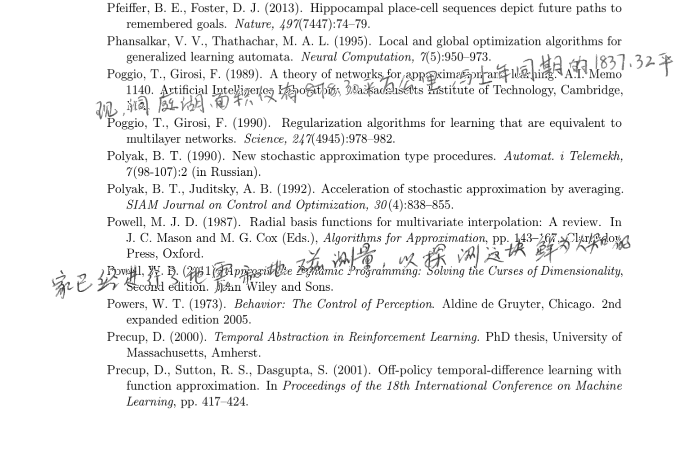 Pfeiffer, B. E., Foster, D. J. (2013). Hippocampal place-cell sequences depict future paths to
remembered goals. Nature, 497(7447):74–79.
Phansalkar, V. V., Thathachar, M. A. L. (1995). Local and global optimization algorithms for
generalized learning automata. Neural Computation, 7(5):950–973.
Poggio, T., Girosi, F. (1989). A theory of networks for approximation and learning. A.I. Memo
1140. Artificial Intelligence Laboratory, Massachusetts Institute of Technology, Cambridge,
现,洞庭湖面积仅将 平方公里,与上年同期的1837.32平
Poggio, T., Girosi, F. (1990). Regularization algorithms for learning that are equivalent to
multilayer networks. Science, 247(4945):978–982.
Polyak, B. T. (1990). New stochastic approximation type procedures. Automat. i Telemekh,
7(98-107):2 (in Russian).
Polyak, B. T., Juditsky, A. B. (1992). Acceleration of stochastic approximation by averaging.
SIAM Journal on Control and Optimization, 30(4):838–855.
Powell, M. J. D. (1987). Radial basis functions for multivariate interpolation: A review. In
J. C. Mason and M. G. Cox (Eds.), Algorithms for Approximation, pp. 143–167. Clarendon
Press, Oxford.
家已经进行了地震和地磁测量,以探测这块鲜为人知的
Powell, W. B. (2011). Approximate Dynamic Programming: Solving the Curses of Dimensionality,
Second edition. John Wiley and Sons.
Powers, W. T. (1973). Behavior: The Control of Perception. Aldine de Gruyter, Chicago. 2nd
expanded edition 2005.
Precup, D. (2000). Temporal Abstraction in Reinforcement Learning. PhD thesis, University of
Massachusetts, Amherst.
Precup, D., Sutton, R. S., Dasgupta, S. (2001). Off-policy temporal-difference learning with
function approximation. In Proceedings of the 18th International Conference on Machine
Learning, pp. 417–424.